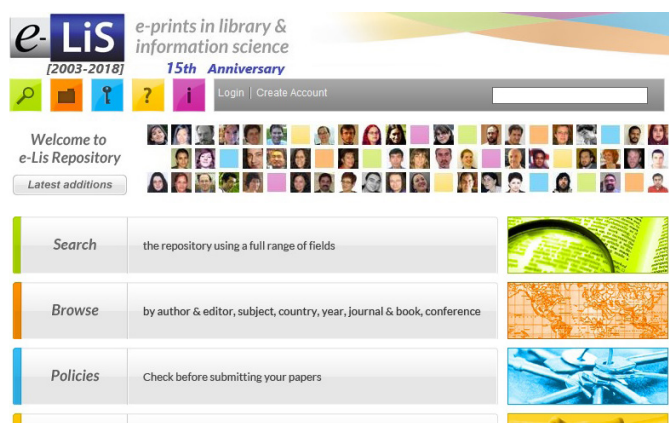 e-LiS
e-prints in library &
information science
[2003-2018]
15th Anniversary
?
i
Login | Create Account
Welcome to
e-Lis Repository
Latest additions
Search
the repository using a full range of fields
Browse
by author & editor, subject, country, year, journal & book, conference
Policies
Check before submitting your papers